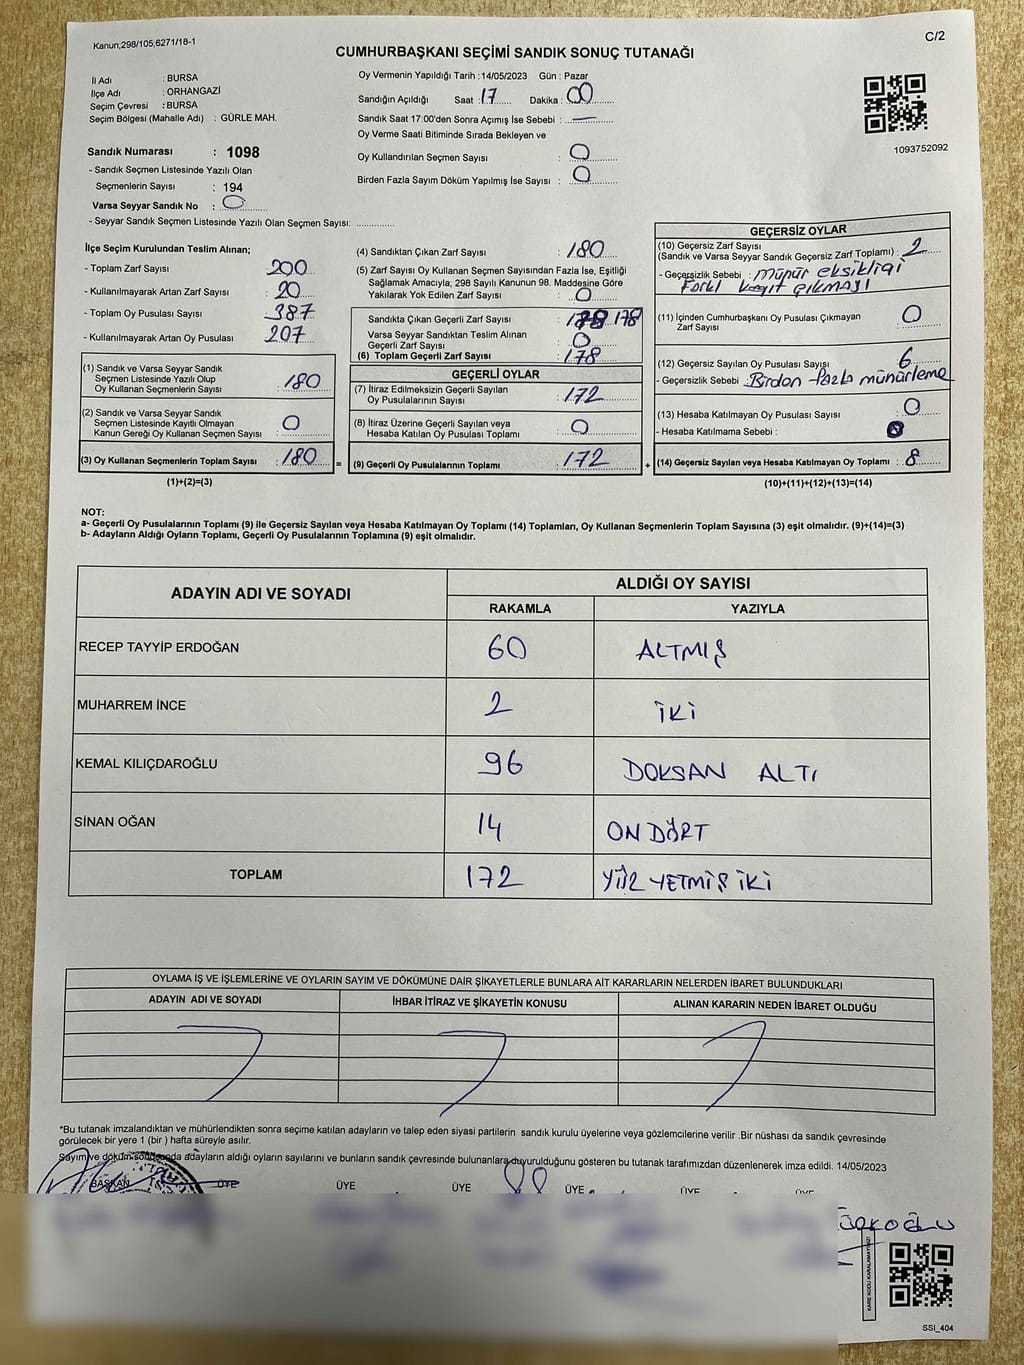 Kanun,298/105,6271/18-1
C/2
CUMHURBAŞKANI SEÇİMİ SANDIK SONUÇ TUTANAĞI
İl Adı : BURSA
İlçe Adı : ORHANGAZİ
Seçim Çevresi : BURSA
Seçim Bölgesi (Mahalle Adı) : GÜRLE MAH.
Sandık Numarası : 1098
- Sandık Seçmen Listesinde Yazılı Olan
Seçmenlerin Sayısı : 194
Varsa Seyyar Sandık No : 0
- Seyyar Sandık Seçmen Listesinde Yazılı Olan Seçmen Sayısı: ..............
Oy Vermenin Yapıldığı Tarih : 14/05/2023 Gün : Pazar
Sandığın Açıldığı Saat : 17 Dakika : 00
Sandık Saat 17:00'den Sonra Açımış İse Sebebi : —
Oy Verme Saati Bitiminde Sırada Bekleyen ve
Oy Kullandırılan Seçmen Sayısı : 0
Birden Fazla Sayım Döküm Yapılmış İse Sayısı : 0
1093752092
İlçe Seçim Kurulundan Teslim Alınan;
- Toplam Zarf Sayısı : 200
- Kullanılmayarak Artan Zarf Sayısı : 20
- Toplam Oy Pusulası Sayısı : 387
- Kullanılmayarak Artan Oy Pusulası : 207
(1) Sandık ve Varsa Seyyar Sandık
Seçmen Listesinde Yazılı Olup
Oy Kullanan Seçmenlerin Sayısı : 180
(2) Sandık ve Varsa Seyyar Sandık
Seçmen Listesinde Kayıtlı Olmayan
Kanun Gereği Oy Kullanan Seçmen Sayısı : 0
(3) Oy Kullanan Seçmenlerin Toplam Sayısı : 180
(1)+(2)=(3)
=
(4) Sandıktan Çıkan Zarf Sayısı : 180
(5) Zarf Sayısı Oy Kullanan Seçmen Sayısından Fazla İse, Eşitliği
Sağlamak Amacıyla, 298 Sayılı Kanunun 98. Maddesine Göre
Yakılarak Yok Edilen Zarf Sayısı : 0
Sandıkta Çıkan Geçerli Zarf Sayısı : 178 178
Varsa Seyyar Sandıktan Teslim Alınan
Geçerli Zarf Sayısı : 0
(6) Toplam Geçerli Zarf Sayısı : 178
GEÇERLİ OYLAR
(7) İtiraz Edilmeksizin Geçerli Sayılan
Oy Pusulalarının Sayısı : 172
(8) İtiraz Üzerine Geçerli Sayılan veya
Hesaba Katılan Oy Pusulası Toplamı : 0
(9) Geçerli Oy Pusulalarının Toplamı : 172
+
GEÇERSİZ OYLAR
(10) Geçersiz Zarf Sayısı
(Sandık ve Varsa Seyyar Sandık Geçersiz Zarf Toplamı) : 2
- Geçersizlik Sebebi : Mühür eksikliği
Farkl kağıt çıkması
(11) İçinden Cumhurbaşkanı Oy Pusulası Çıkmayan
Zarf Sayısı : 0
(12) Geçersiz Sayılan Oy Pusulası Sayısı : 6
- Geçersizlik Sebebi : Birden fazla mühürleme
(13) Hesaba Katılmayan Oy Pusulası Sayısı : 0
- Hesaba Katılmama Sebebi :
(14) Geçersiz Sayılan veya Hesaba Katılmayan Oy Toplamı : 8
(10)+(11)+(12)+(13)=(14)
NOT:
a- Geçerli Oy Pusulalarının Toplamı (9) ile Geçersiz Sayılan veya Hesaba Katılmayan Oy Toplamı (14) Toplamları, Oy Kullanan Seçmenlerin Toplam Sayısına (3) eşit olmalıdır. (9)+(14)=(3)
b- Adayların Aldığı Oyların Toplamı, Geçerli Oy Pusulalarının Toplamına (9) eşit olmalıdır.
ADAYIN ADI VE SOYADI ALDIĞI OY SAYISI
RAKAMLA YAZIYLA
RECEP TAYYİP ERDOĞAN 60 ALTMIŞ
MUHARREM İNCE 2 İKİ
KEMAL KILIÇDAROĞLU 96 DOKSAN ALTI
SİNAN OĞAN 14 ON DÖRT
TOPLAM 172 YÜZ YETMİŞ İKİ
OYLAMA İŞ VE İŞLEMLERİNE VE OYLARIN SAYIM VE DÖKÜMÜNE DAİR ŞİKAYETLERLE BUNLARA AİT KARARLARIN NELERDEN İBARET BULUNDUKLARI
ADAYIN ADI VE SOYADI İHBAR İTİRAZ VE ŞİKAYETİN KONUSU ALINAN KARARIN NEDEN İBARET OLDUĞU
*Bu tutanak imzalandıktan ve mühürlendikten sonra seçime katılan adayların ve talep eden siyasi partilerin sandık kurulu üyelerine veya gözlemcilerine verilir .Bir nüshası da sandık çevresinde
görülecek bir yere 1 (bir ) hafta süreyle asılır.
Sayım ve döküm sonucunda adayların aldığı oyların sayılarını ve bunların sandık çevresinde bulunanlara duyurulduğunu gösteren bu tutanak tarafımızdan düzenlenerek imza edildi. 14/05/2023
BAŞKAN ÜYE ÜYE ÜYE ÜYE ÜYE ÜYE
KARE KODU KARALAMAYINIZ!
SSI_404